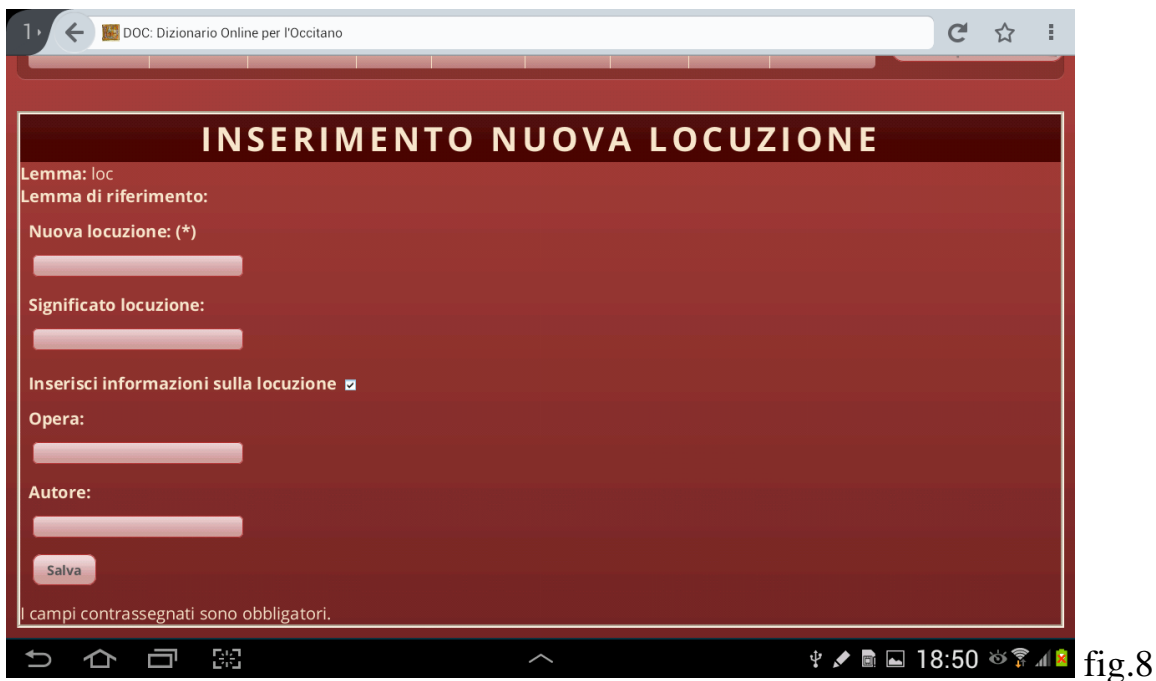 1
DOC: Dizionario Online per l'Occitano
INSERIMENTO NUOVA LOCUZIONE
Lemma: loc
Lemma di riferimento:
Nuova locuzione: (*)
Significato locuzione:
Inserisci informazioni sulla locuzione
Opera:
Autore:
Salva
I campi contrassegnati sono obbligatori.
18:50
fig.8